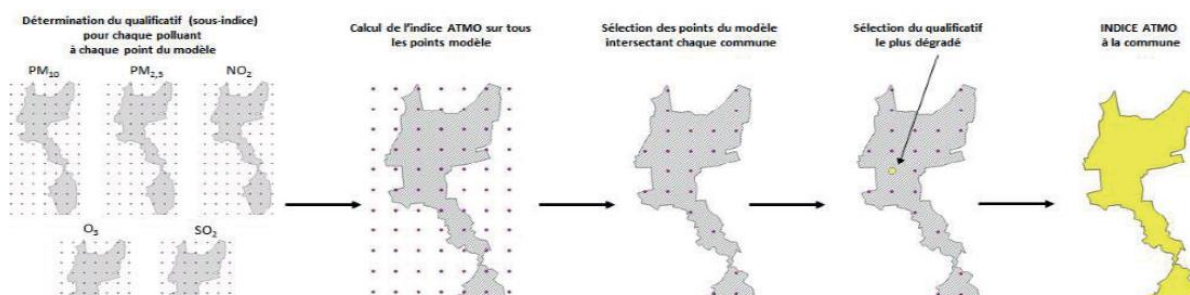 Détermination du qualificatif (sous-indice)
pour chaque polluant
à chaque point du modèle
PM₁₀
PM₂,₅
NO₂
O₃
SO₂
Calcul de l'indice ATMO sur tous
les points modèle
Sélection des points du modèle
intersectant chaque commune
Sélection du qualificatif
le plus dégradé
INDICE ATMO
à la commune